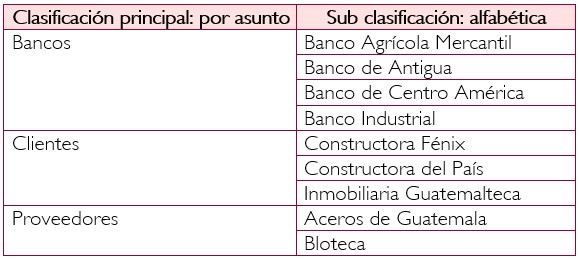 Clasificación principal: por asunto Sub clasificación: alfabética
Bancos Banco Agrícola Mercantil
Banco de Antigua
Banco de Centro América
Banco Industrial
Clientes Constructora Fénix
Constructora del País
Inmobiliaria Guatemalteca
Proveedores Aceros de Guatemala
Bloteca